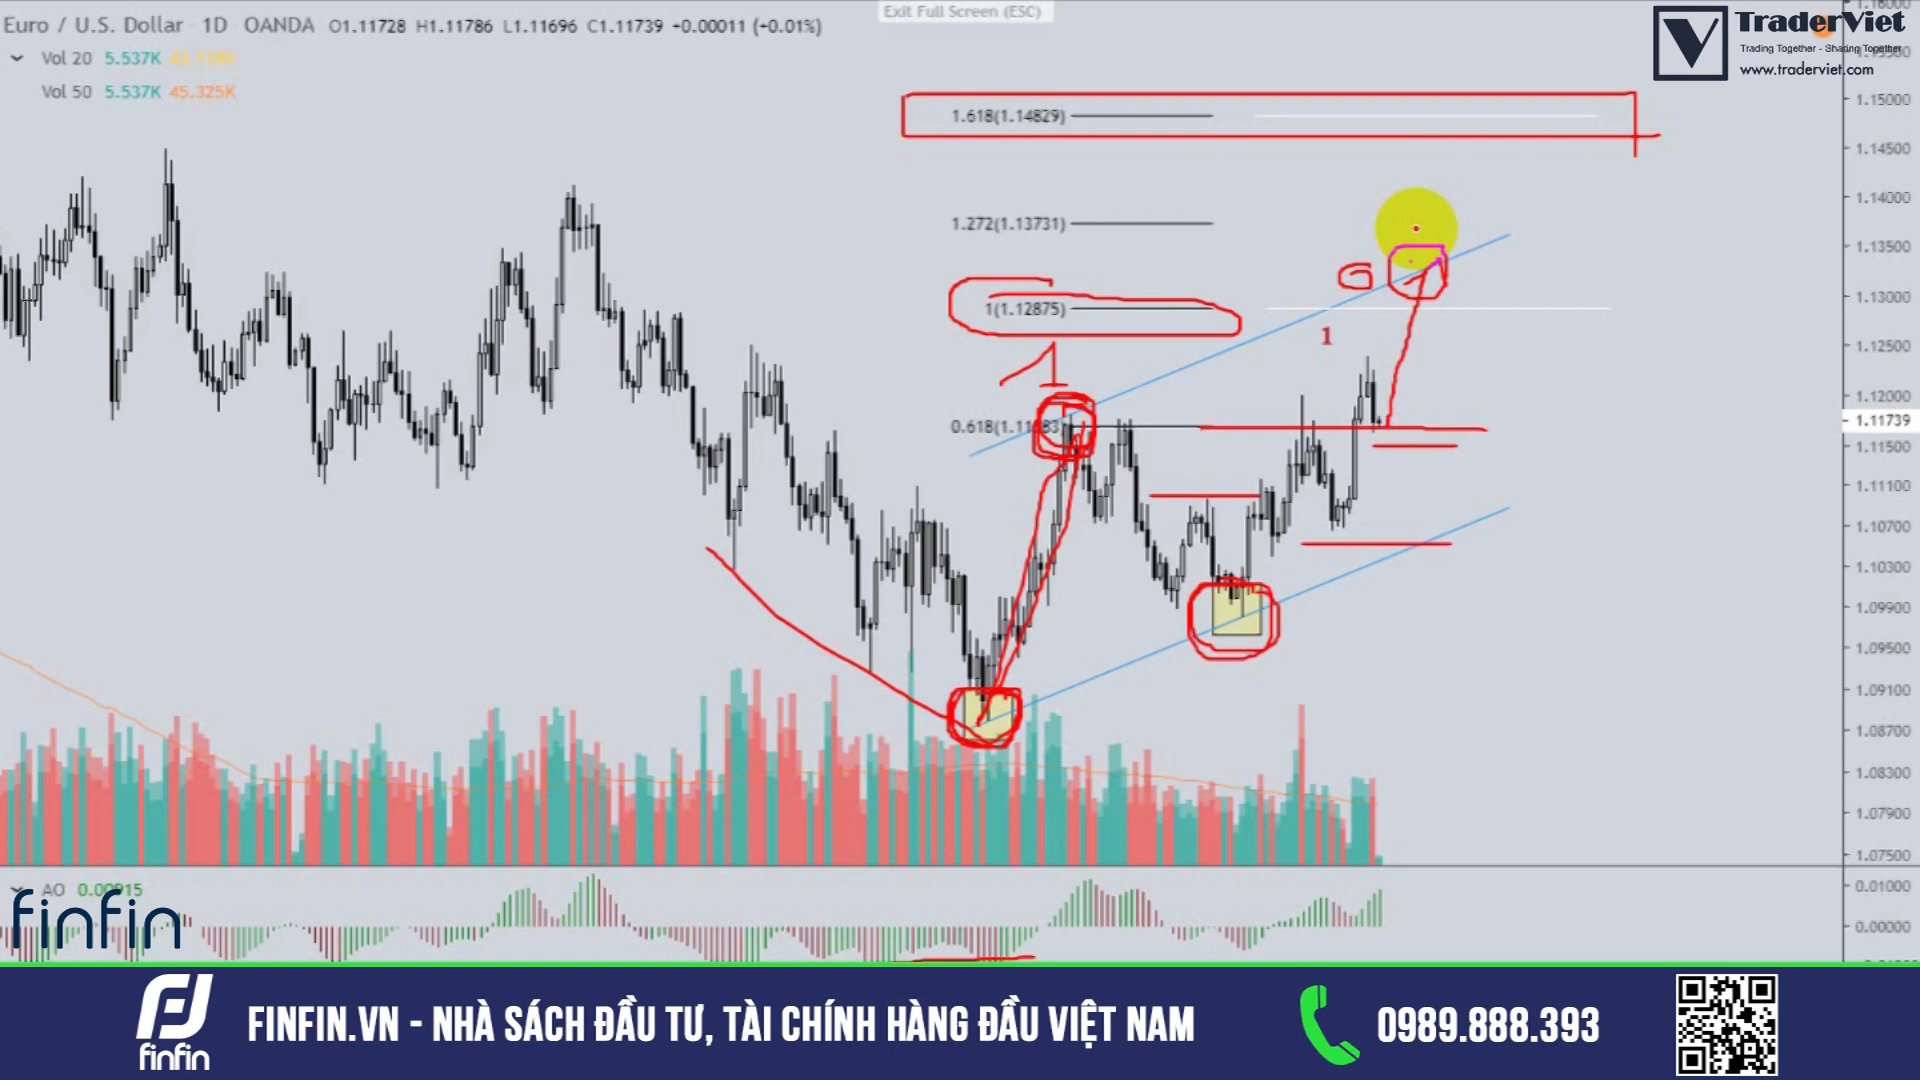 Exit Full Screen (ESC)
Euro / U.S. Dollar 1D OANDA O1.11728 H1.11786 L1.11696 C1.11739 +0.00011 (+0.01%)
TraderViet
Trading Together - Sharing Together
www.traderviet.com
Vol 20 5.537K
Vol 50 5.537K 45.325K
1.15000
1.618(1.14829)
1.14500
1.14000
1.272(1.13731)
1.13500
1.13000
1(1.12875)
1
1.12500
1
1.12000
1.11739
1.11500
1.11100
1.10700
1.10300
1.09900
1.09500
1.09100
1.08700
1.08300
1.07900
1.07500
AO 0.00915
0.01000
0.00000
finfin
finfin
FINFIN.VN - NHÀ SÁCH ĐẦU TƯ, TÀI CHÍNH HÀNG ĐẦU VIỆT NAM
0989.888.393